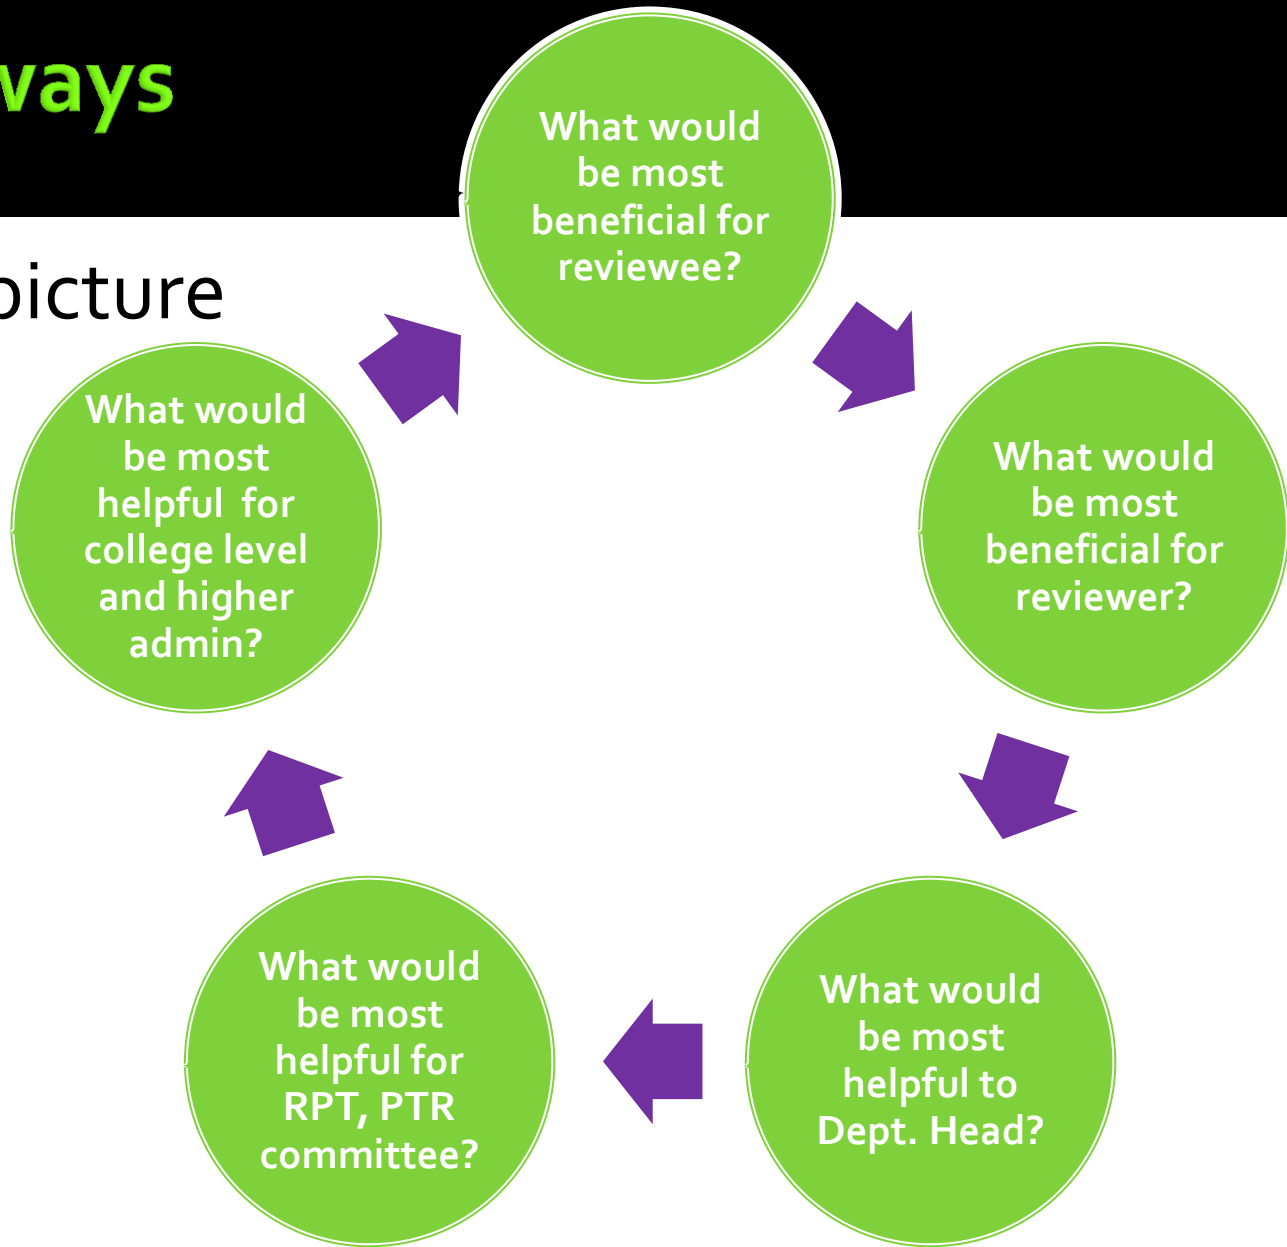 ways
picture
What would
be most
beneficial for
reviewee?
What would
be most
beneficial for
reviewer?
What would
be most
helpful to
Dept. Head?
What would
be most
helpful for
RPT, PTR
committee?
What would
be most
helpful for
college level
and higher
admin?